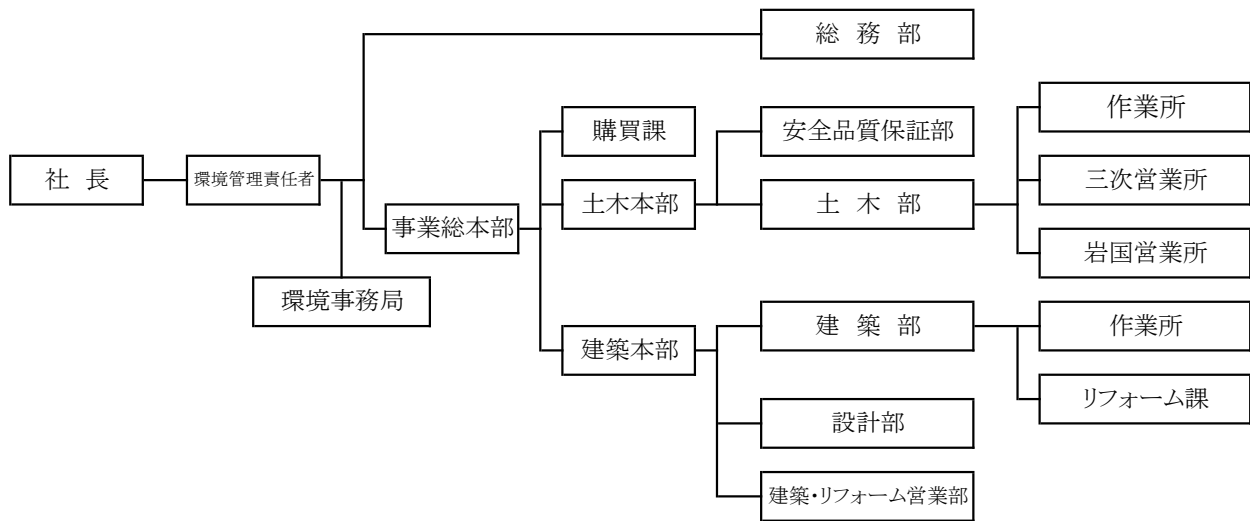 総 務 部
作業所
購買課
安全品質保証部
社 長
環境管理責任者
三次営業所
土木本部
土 木 部
事業総本部
岩国営業所
環境事務局
建 築 部
作業所
建築本部
リフォーム課
設計部
建築・リフォーム営業部